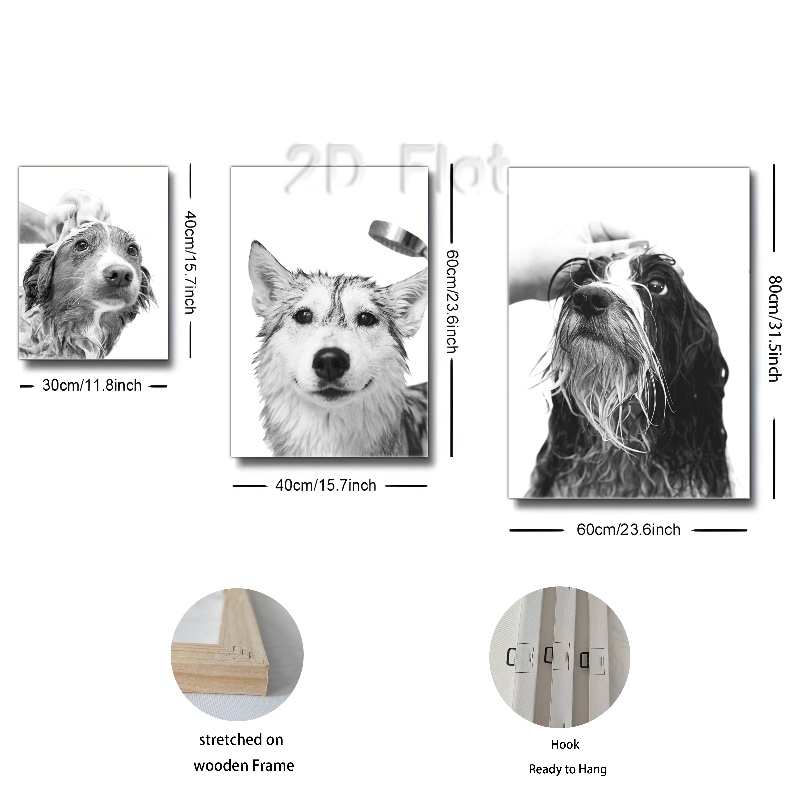 2D Flat
40cm/15.7inch
30cm/11.8inch
60cm/23.6inch
40cm/15.7inch
80cm/31.5inch
60cm/23.6inch
stretched on
wooden Frame
Hook
Ready to Hang